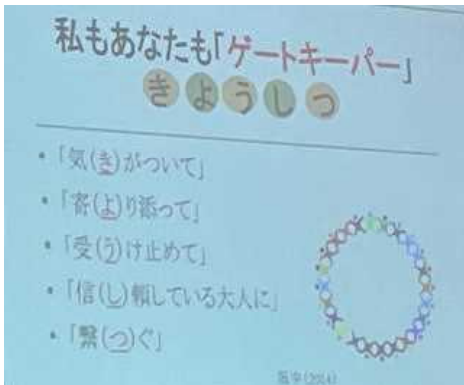 私もあなたも「ゲートキーパー」
きようしつ
・「気(き)がついて」
・「寄(よ)り添って」
・「受(う)け止めて」
・「信(し)頼している大人に」
・「繋(つ)ぐ」
(2014)